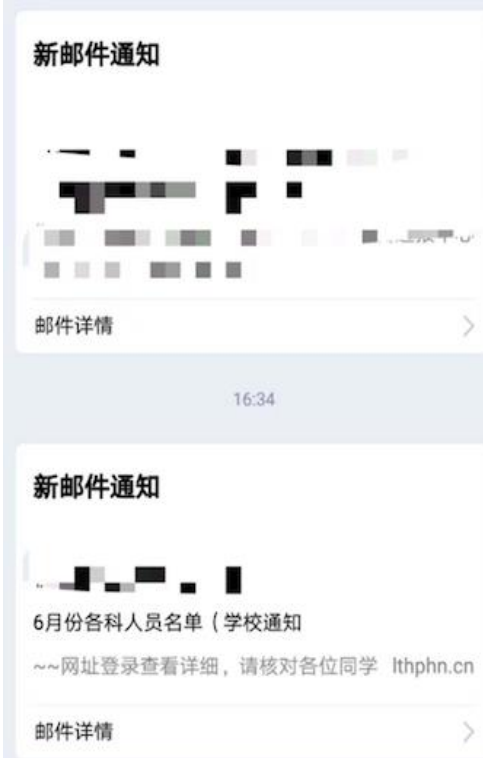 新邮件通知
邮件详情
16:34
新邮件通知
6月份各科人员名单（学校通知
~~网址登录查看详细，请核对各位同学 lthphn.cn
邮件详情